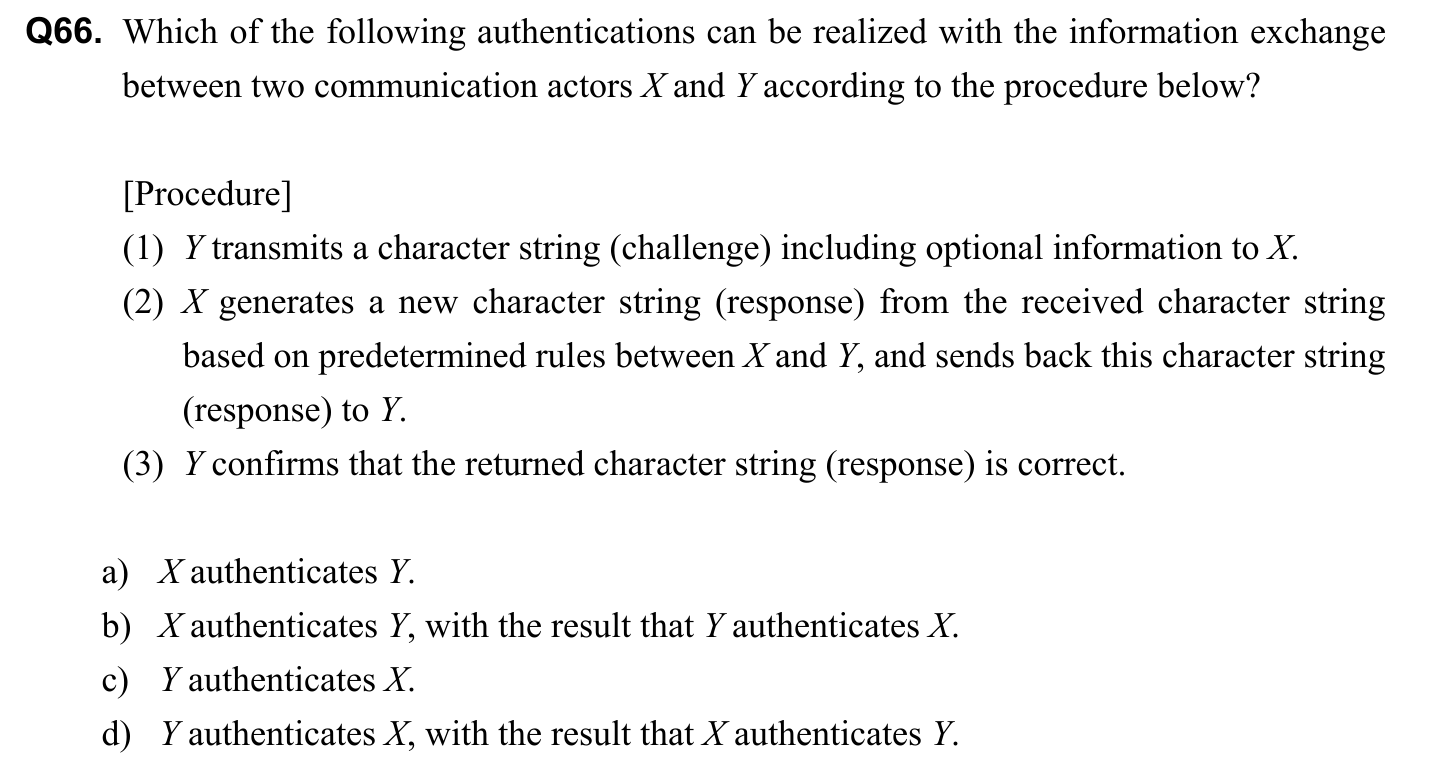 Q66. Which of the following authentications can be realized with the information exchange
between two communication actors X and Y according to the procedure below?
[Procedure]
(1) Y transmits a character string (challenge) including optional information to X.
(2) X generates a new character string (response) from the received character string
based on predetermined rules between X and Y, and sends back this character string
(response) to Y.
(3) Y confirms that the returned character string (response) is correct.
a) X authenticates Y.
b) X authenticates Y, with the result that Y authenticates X.
c) Y authenticates X.
d) Y authenticates X, with the result that X authenticates Y.